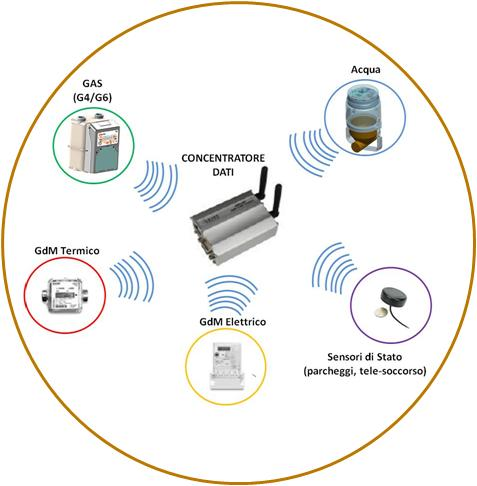 Acqua
GAS
(G4/G6)
CONCENTRATORE
DATI
GdM Termico
GdM Elettrico
Sensori di Stato
(parcheggi, tele-soccorso)